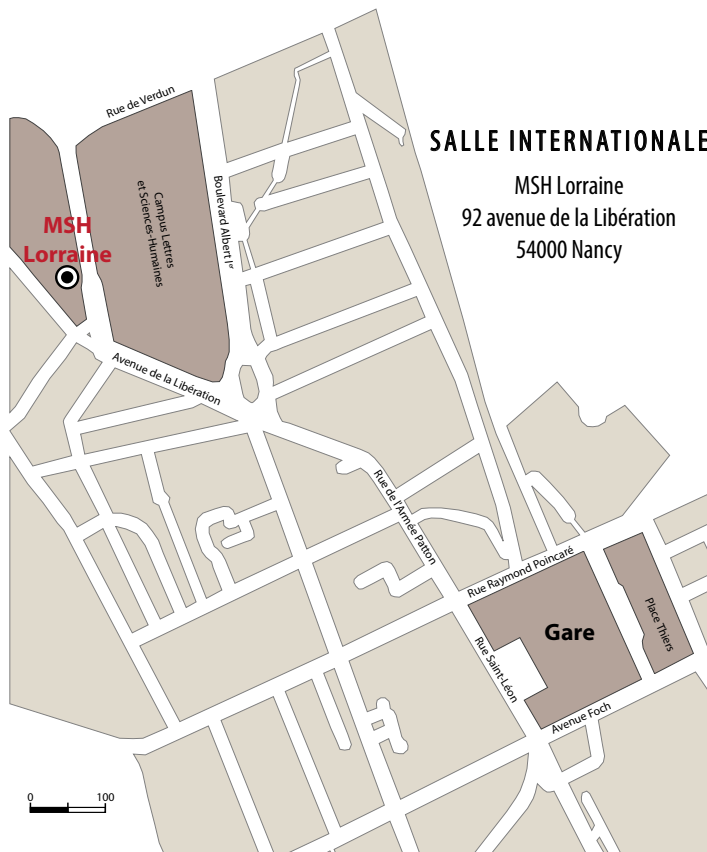 SALLE INTERNATIONALE
MSH Lorraine
92 avenue de la Libération
54000 Nancy
Rue de Verdun
Campus Lettres
et Sciences-Humaines
Boulevard Albert Iᵉʳ
MSH
Lorraine
Avenue de la Libération
Rue de l'Armée Patton
Rue Raymond Poincaré
Gare
Place Thiers
Rue Saint-Léon
Avenue Foch
0 100